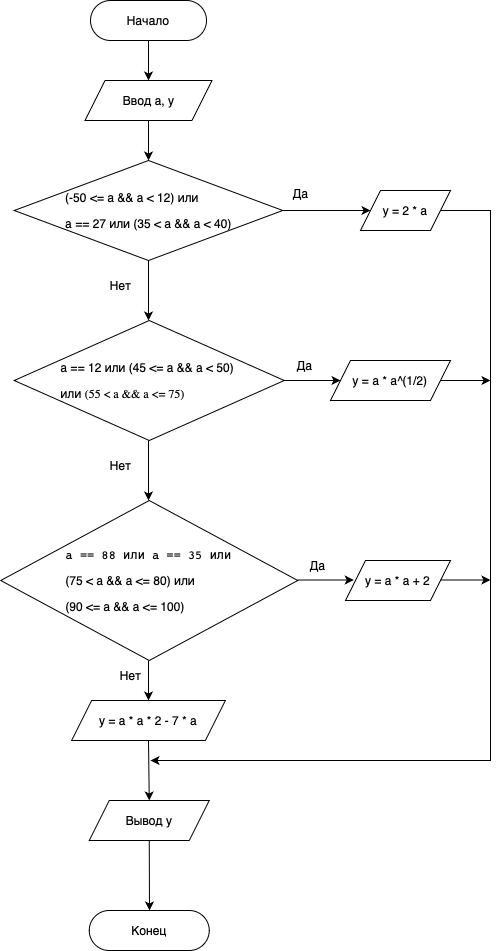 Начало
Ввод a, y
(-50 <= a && a < 12) или
a == 27 или (35 < a && a < 40)
Да
y = 2 * a
Нет
a == 12 или (45 <= a && a < 50)
или (55 < a && a <= 75)
Да
y = a * a^(1/2)
Нет
a == 88 или a == 35 или
(75 < a && a <= 80) или
(90 <= a && a <= 100)
Да
y = a * a + 2
Нет
y = a * a * 2 - 7 * a
Вывод y
Конец